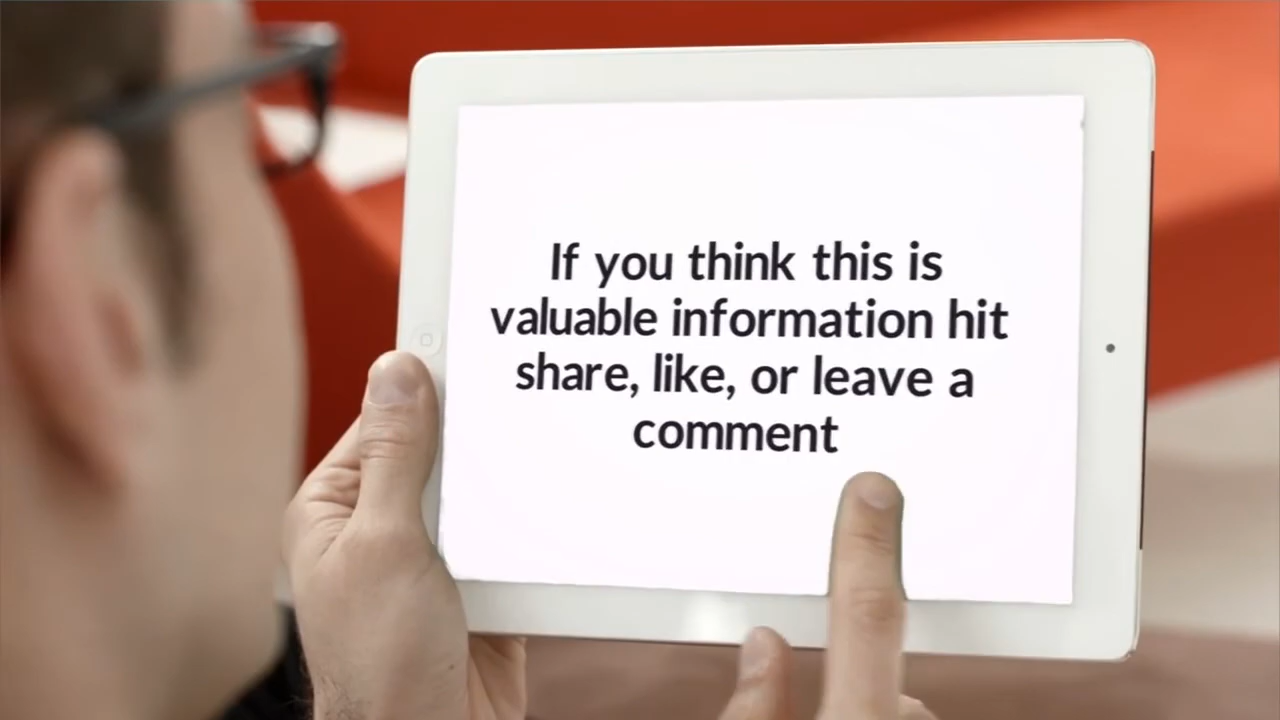 If you think this is
valuable information hit
share, like, or leave a
comment